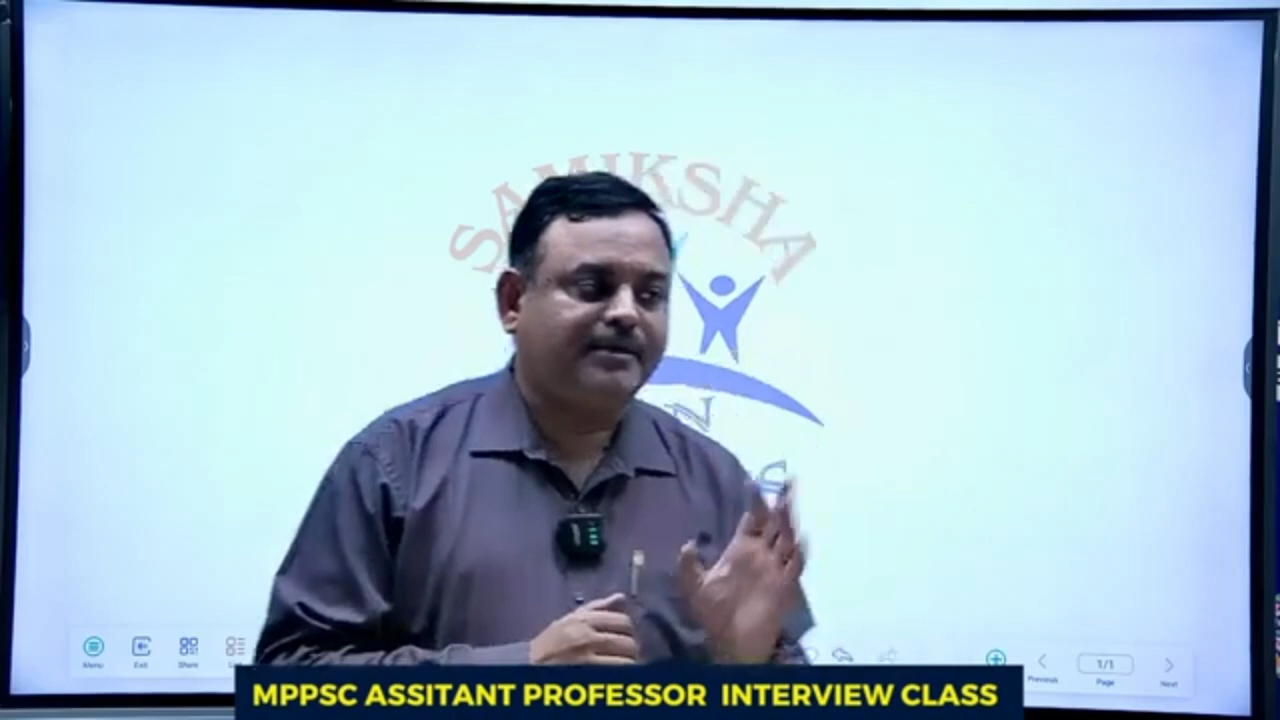 SAMIKSHA
Menu
Exit
Share
Previous
1/1
Page
Next
MPPSC ASSITANT PROFESSOR INTERVIEW CLASS